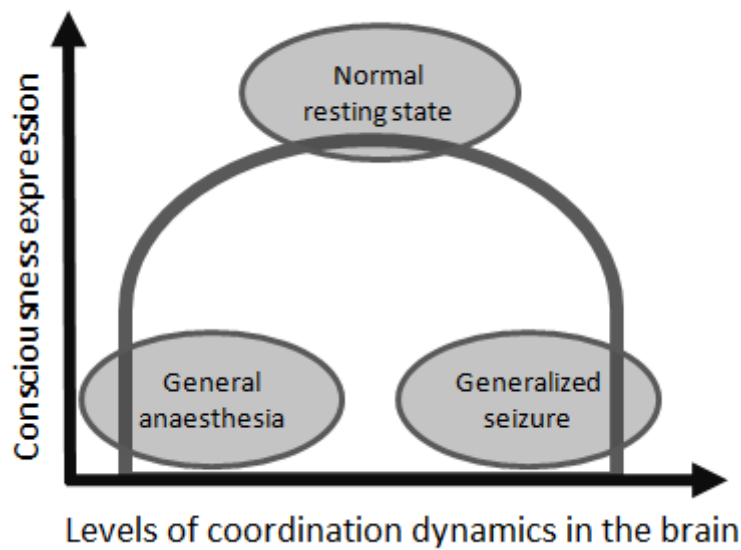 Consciousness expression
Normal
resting state
General
anaesthesia
Generalized
seizure
Levels of coordination dynamics in the brain